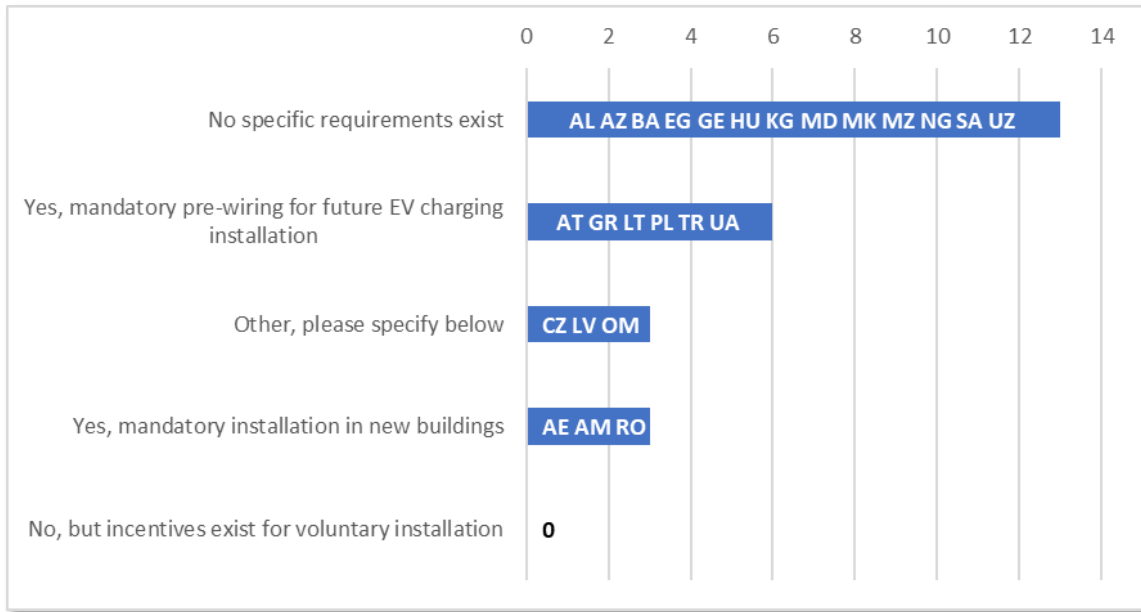 0 2 4 6 8 10 12 14
No specific requirements exist
AL AZ BA EG GE HU KG MD MK MZ NG SA UZ
Yes, mandatory pre-wiring for future EV charging
installation
AT GR LT PL TR UA
Other, please specify below
CZ LV OM
Yes, mandatory installation in new buildings
AE AM RO
No, but incentives exist for voluntary installation
0